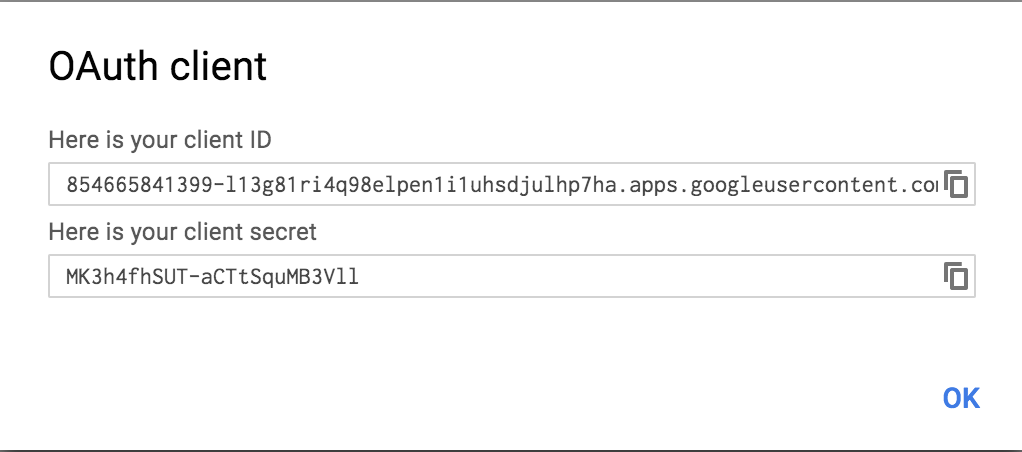 OAuth client
Here is your client ID
854665841399-l13g81ri4q98elpen1i1uhsdjulhp7ha.apps.googleusercontent.co
Here is your client secret
MK3h4fhSUT-aCTtSquMB3Vll
OK